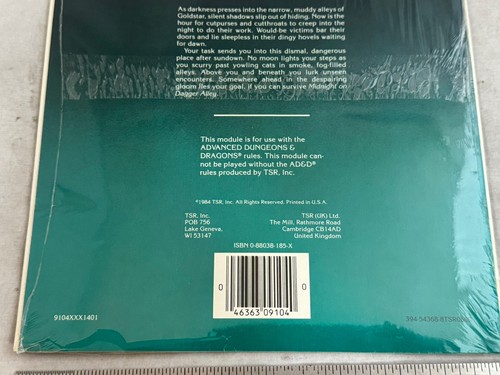 As darkness presses into the narrow, muddy alleys of
Goldstar, silent shadows slip out of hiding. Now is the
hour for cutpurses and cutthroats to creep into the
night to do their work. Would-be victims bar their
doors and lie sleepless in their dingy hovels waiting
for dawn.
Your task sends you into this dismal, dangerous
place after sundown. No moon lights your steps as
you scurry past yowling cats in smoke, fog-filled
alleys. Above you and beneath you lurk unseen
encounters. Somewhere ahead in the despairing
gloom lies your goal, if you can survive Midnight on
Dagger Alley.
This module is for use with the
ADVANCED DUNGEONS &
DRAGONS® rules. This module can-
not be played without the AD&D®
rules produced by TSR, Inc.
©1984 TSR, Inc. All Rights Reserved. Printed in U.S.A.
TSR, Inc.
POB 756
Lake Geneva,
WI 53147
TSR (UK) Ltd.
The Mill, Rathmore Road
Cambridge CB14AD
United Kingdom
ISBN 0-88038-185-X
0 46363 09104 0
9104XXX1401